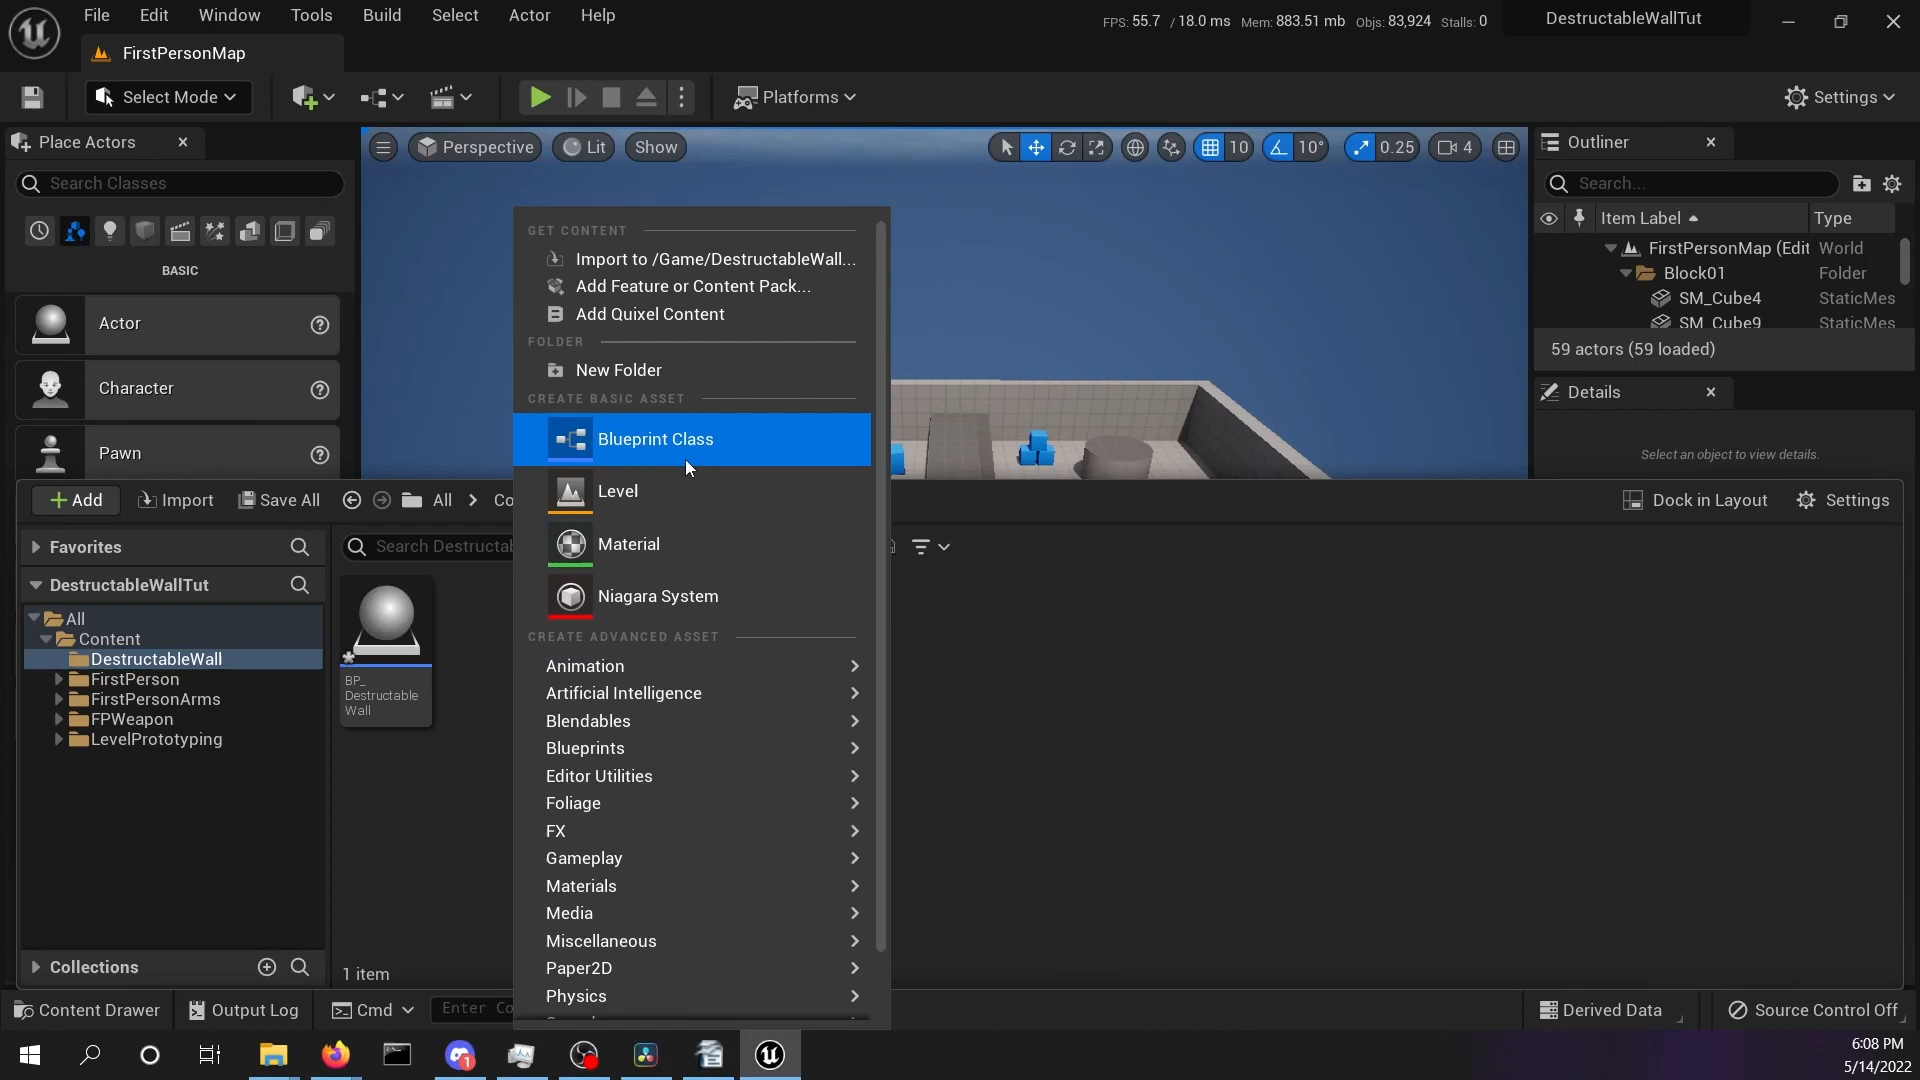 File Edit Window Tools Build Select Actor Help
FPS: 55.7 / 18.0 ms Mem: 883.51 mb Objs: 83,924 Stalls: 0
DestructableWallTut
FirstPersonMap
Select Mode
Platforms
Settings
Place Actors
Search Classes
BASIC
Actor
Character
Pawn
Perspective Lit Show
10 10° 0.25 4
Outliner
Search...
Item Label Type
FirstPersonMap (Edit World
Block01 Folder
SM_Cube4 StaticMes
SM_Cube9 StaticMes
59 actors (59 loaded)
Details
Select an object to view details.
GET CONTENT
Import to /Game/DestructableWall...
Add Feature or Content Pack...
Add Quixel Content
FOLDER
New Folder
CREATE BASIC ASSET
Blueprint Class
Level
Material
Niagara System
CREATE ADVANCED ASSET
Animation
Artificial Intelligence
Blendables
Blueprints
Editor Utilities
Foliage
FX
Gameplay
Materials
Media
Miscellaneous
Paper2D
Physics
Add Import Save All All Co
Dock in Layout Settings
Favorites
DestructableWallTut
All
Content
DestructableWall
FirstPerson
FirstPersonArms
FPWeapon
LevelPrototyping
Collections
Search Destructab
BP_
Destructable
Wall
1 item
Content Drawer Output Log Cmd Enter Co
Derived Data Source Control Off
1
6:08 PM
5/14/2022